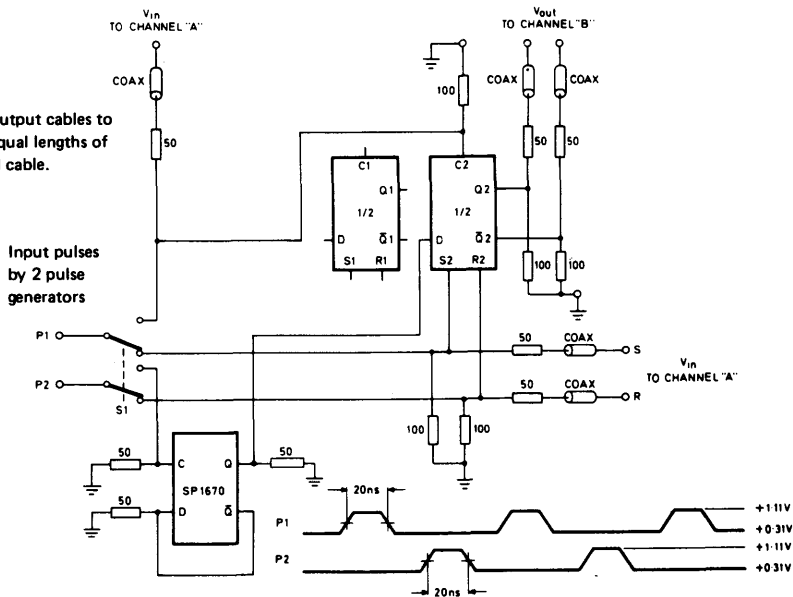 Vin
TO CHANNEL "A"
Vout
TO CHANNEL "B"
COAX
100
COAX
COAX
utput cables to
qual lengths of
cable.
50
50
50
C1
Q1
1/2
D
Q̅1
S1 R1
C2
Q2
1/2
D
Q̅2
S2 R2
Input pulses
by 2 pulse
generators
100
100
P1
P2
S1
50
COAX
S
Vin
TO CHANNEL "A"
50
COAX
R
100
100
50
C Q
50
SP1670
50
D Q̅
20ns
P1
+1·11V
+0·31V
P2
+1·11V
+0·31V
20ns